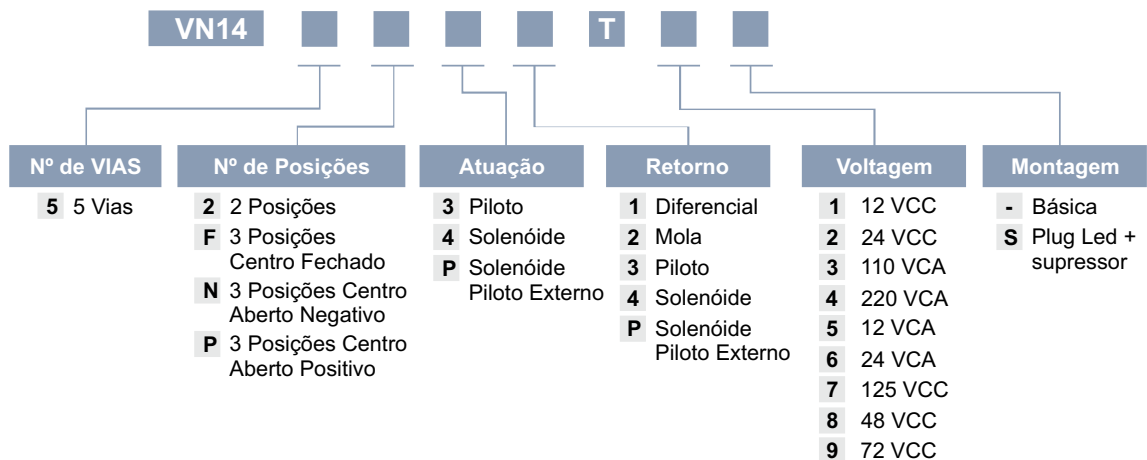 VN14 T
Nº de VIAS
5 5 Vias
Nº de Posições
2 2 Posições
F 3 Posições
Centro Fechado
N 3 Posições Centro
Aberto Negativo
P 3 Posições Centro
Aberto Positivo
Atuação
3 Piloto
4 Solenóide
P Solenóide
Piloto Externo
Retorno
1 Diferencial
2 Mola
3 Piloto
4 Solenóide
P Solenóide
Piloto Externo
Voltagem
1 12 VCC
2 24 VCC
3 110 VCA
4 220 VCA
5 12 VCA
6 24 VCA
7 125 VCC
8 48 VCC
9 72 VCC
Montagem
- Básica
S Plug Led +
supressor